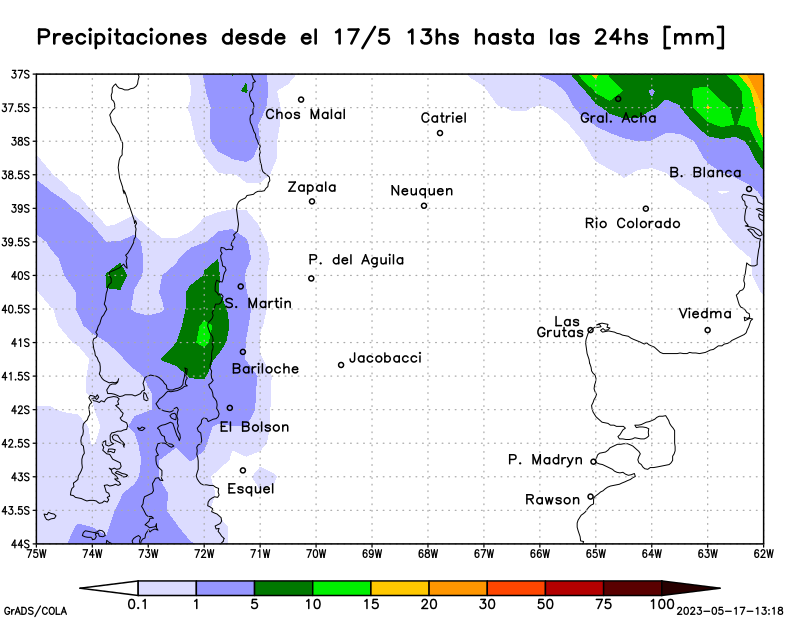 Precipitaciones desde el 17/5 13hs hasta las 24hs [mm]
37S
37.5S
38S
38.5S
39S
39.5S
40S
40.5S
41S
41.5S
42S
42.5S
43S
43.5S
44S
Chos Malal
Catriel
Gral. Acha
B. Blanca
Zapala
Neuquen
Rio Colorado
P. del Aguila
S. Martin
Viedma
Las
Grutas
Jacobacci
Bariloche
El Bolson
P. Madryn
Esquel
Rawson
75W 74W 73W 72W 71W 70W 69W 68W 67W 66W 65W 64W 63W 62W
0.1 1 5 10 15 20 30 50 75 100
GrADS/COLA
2023-05-17-13:18